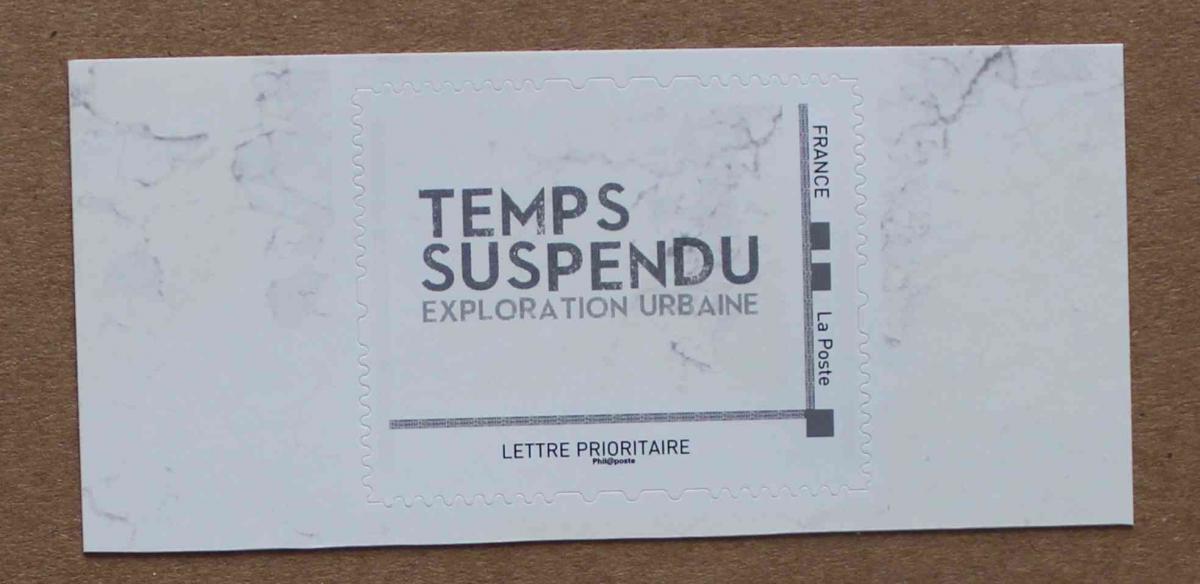 TEMPS
SUSPENDU
EXPLORATION URBAINE
FRANCE
La Poste
LETTRE PRIORITAIRE
Phil@poste